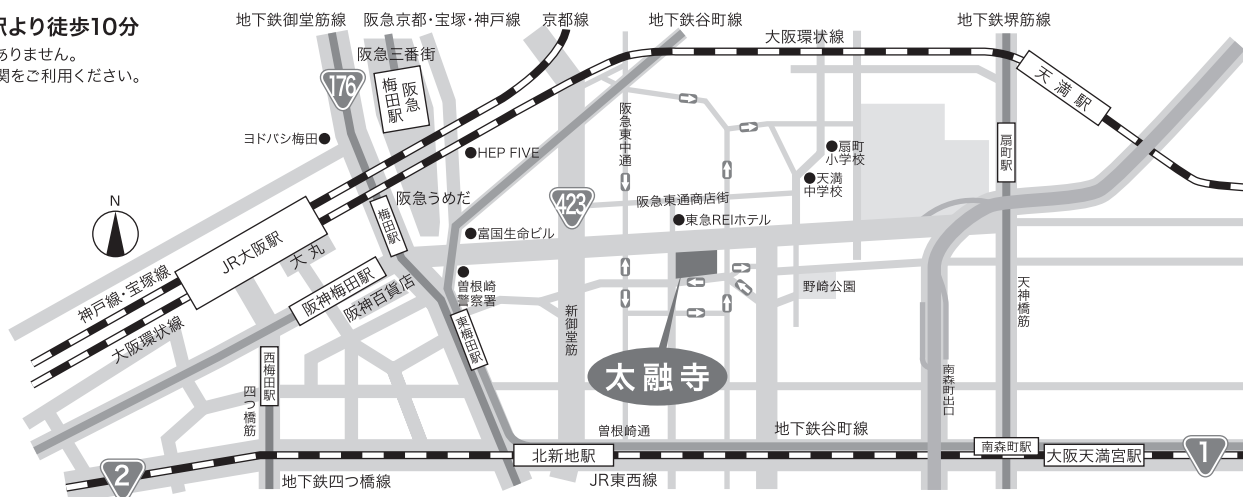 駅より徒歩10分
ありません。
関をご利用ください。
地下鉄御堂筋線
阪急京都・宝塚・神戸線
京都線
地下鉄谷町線
地下鉄堺筋線
大阪環状線
阪急三番街
176
阪急
梅田駅
天満駅
ヨドバシ梅田
HEP FIVE
阪急東中通
扇町
小学校
扇町駅
天満
中学校
N
阪急うめだ
423
阪急東通商店街
梅田駅
東急REIホテル
JR大阪駅
富国生命ビル
大丸
神戸線・宝塚線
阪神梅田駅
阪神百貨店
曽根崎
警察署
野崎公園
天神橋筋
大阪環状線
東梅田駅
新御堂筋
西梅田駅
太融寺
四つ橋筋
南森町出口
曽根崎通
地下鉄谷町線
南森町駅
北新地駅
大阪天満宮駅
1
2
地下鉄四つ橋線
JR東西線